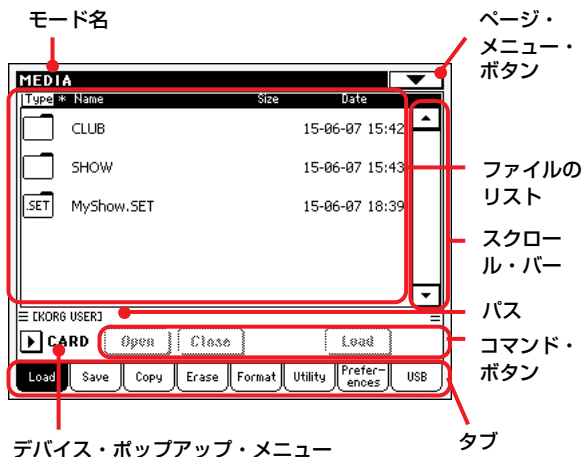 モード名
ページ・
メニュー・
ボタン
MEDIA
Type * Name Size Date
CLUB 15-06-07 15:42
SHOW 15-06-07 15:43
.SET MyShow.SET 15-06-07 18:39
ファイルの
リスト
スクロー
ル・バー
[KORG USER]
パス
CARD Open Close Load
コマンド・
ボタン
Load Save Copy Erase Format Utility Prefer-
ences USB
タブ
デバイス・ポップアップ・メニュー